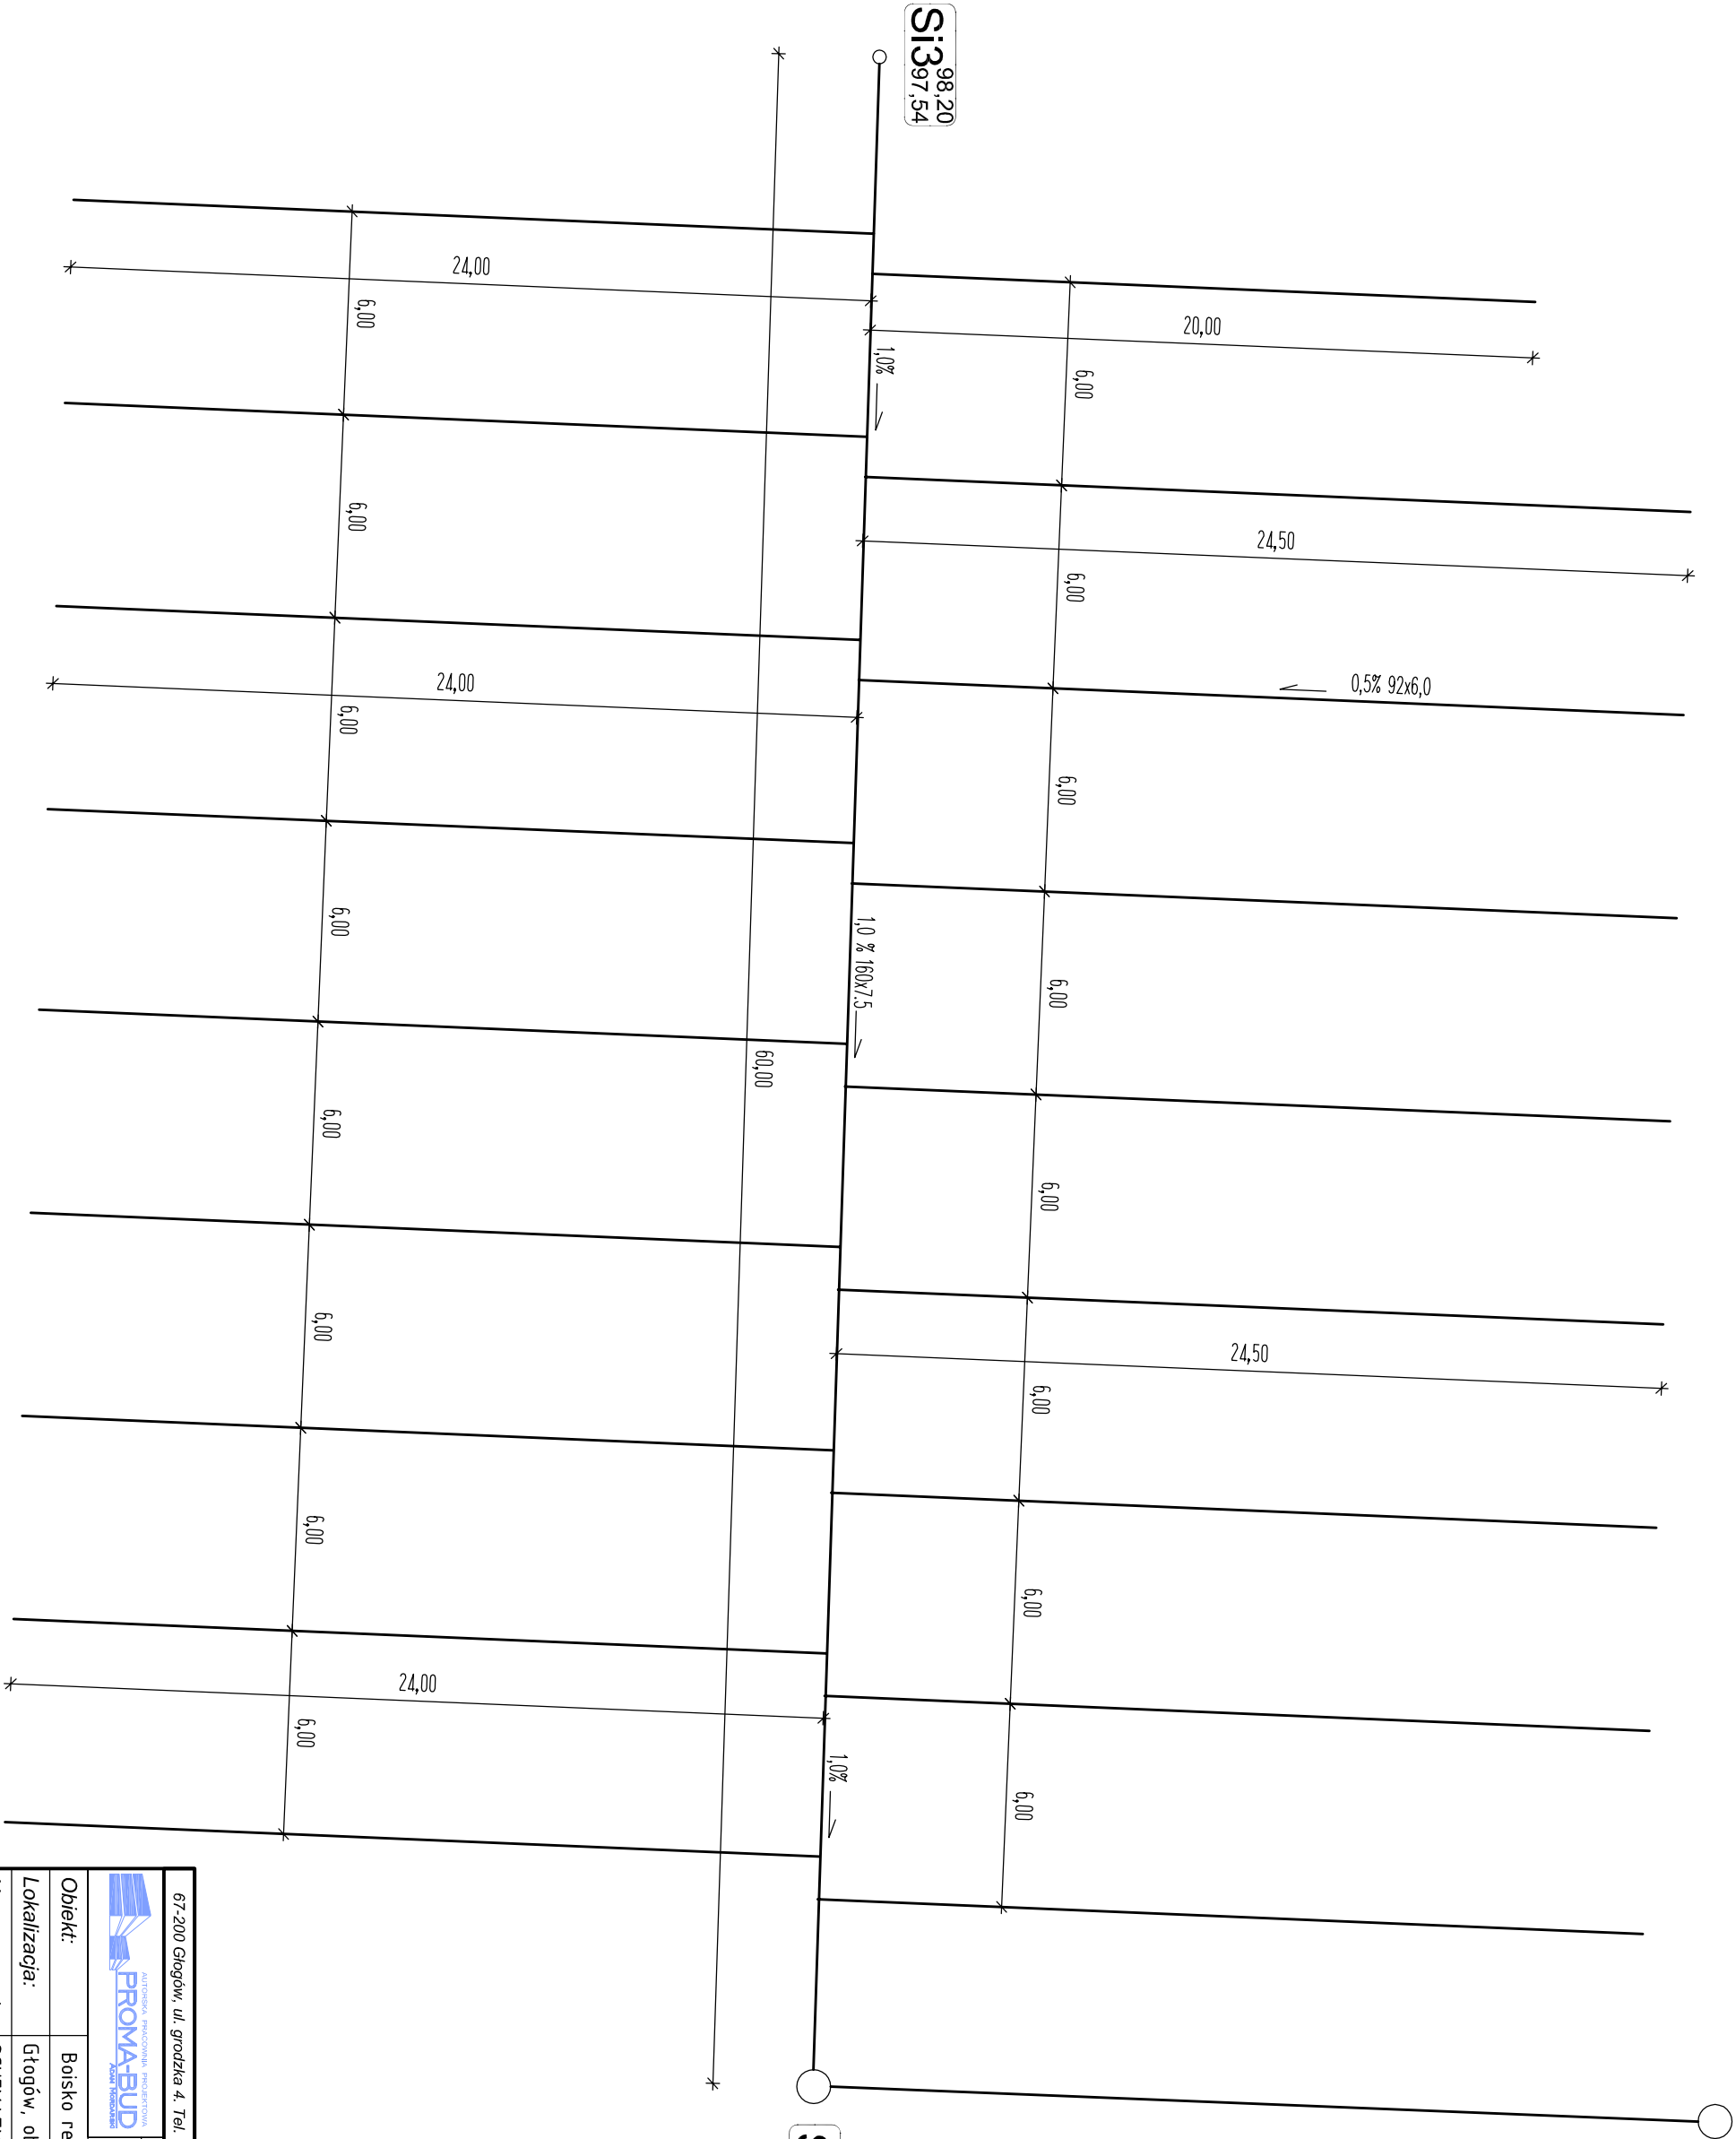 Si3
98,20
97,54
24,00
6,00
20,00
1,0%
6,00
6,00
24,50
6,00
24,00
0,5% 92x6,0
6,00
6,00
6,00
1,0 % 160x7.5
6,00
60,00
6,00
6,00
6,00
24,50
6,00
6,00
6,00
24,00
1,0%
6,00
6,00
67-200 Głogów, ul. grodzka 4. Tel.
AUTORSKA PRACOWNIA PROJEKTOWA
PROMA-BUD
Obiekt:
Boisko re
Lokalizacja:
Głogów, ob